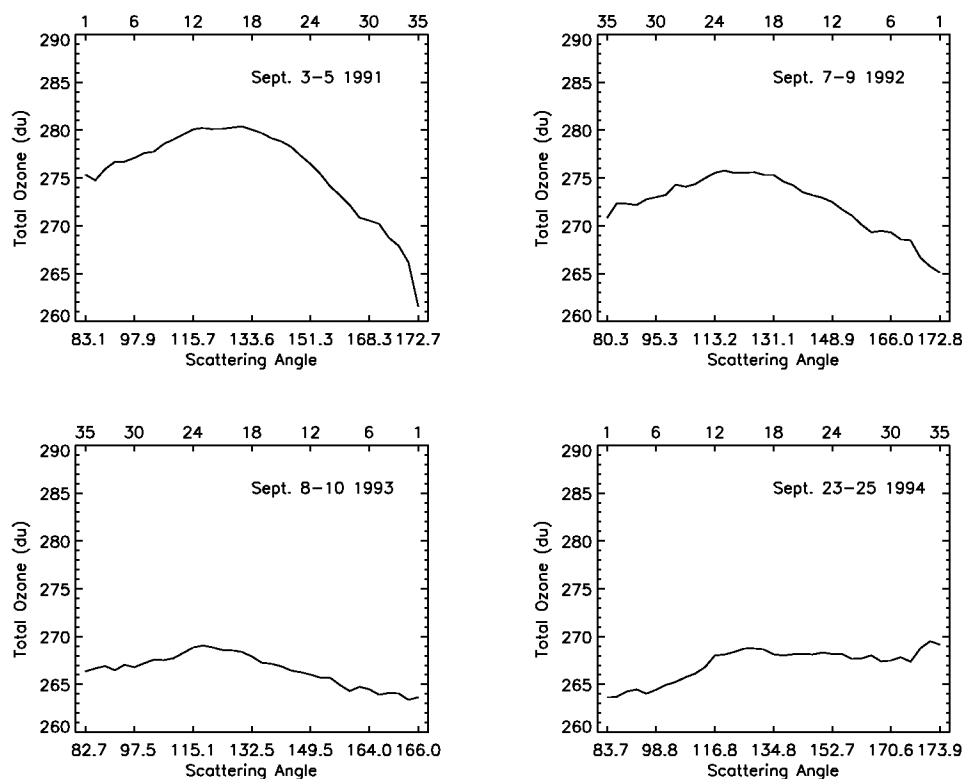 1 6 12 18 24 30 35
290
285
280
275
270
265
260
Total Ozone (du)
Sept. 3-5 1991
83.1 97.9 115.7 133.6 151.3 168.3 172.7
Scattering Angle
35 30 24 18 12 6 1
290
285
280
275
270
265
260
Total Ozone (du)
Sept. 7-9 1992
80.3 95.3 113.2 131.1 148.9 166.0 172.8
Scattering Angle
35 30 24 18 12 6 1
290
285
280
275
270
265
260
Total Ozone (du)
Sept. 8-10 1993
82.7 97.5 115.1 132.5 149.5 164.0 166.0
Scattering Angle
1 6 12 18 24 30 35
290
285
280
275
270
265
260
Total Ozone (du)
Sept. 23-25 1994
83.7 98.8 116.8 134.8 152.7 170.6 173.9
Scattering Angle